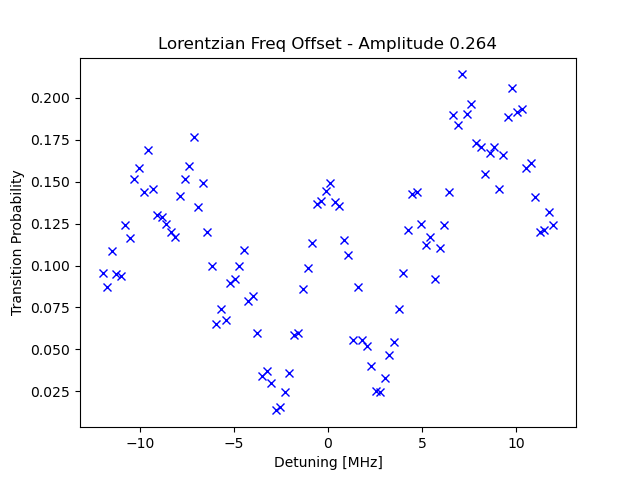 Lorentzian Freq Offset - Amplitude 0.264
0.200
0.175
0.150
0.125
0.100
0.075
0.050
0.025
Transition Probability
−10 −5 0 5 10
Detuning [MHz]